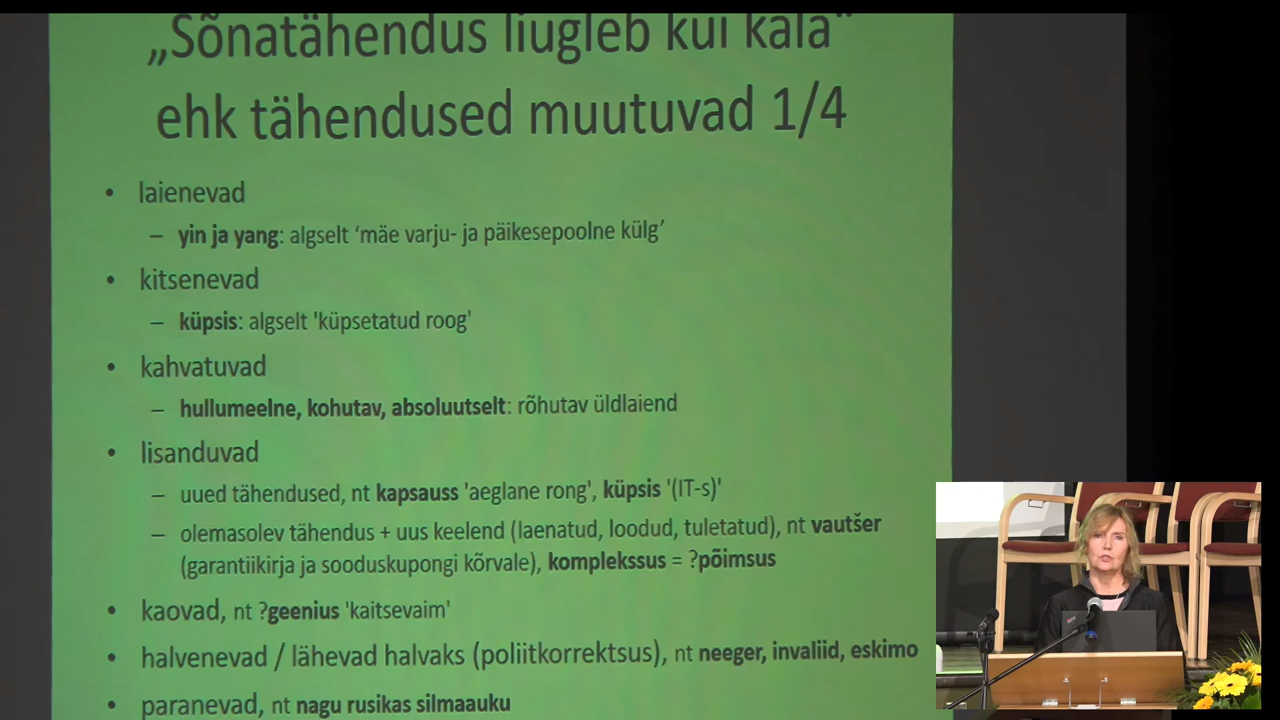 „Sõnatähendus liugleb kui kala“
ehk tähendused muutuvad 1/4
• laienevad
– yin ja yang: algselt ‘mäe varju- ja päikesepoolne külg’
• kitsenevad
– küpsis: algselt 'küpsetatud roog'
• kahvatuvad
– hullumeelne, kohutav, absoluutselt: rõhutav üldlaiend
• lisanduvad
– uued tähendused, nt kapsauss 'aeglane rong', küpsis '(IT-s)'
– olemasolev tähendus + uus keelend (laenatud, loodud, tuletatud), nt vautšer
(garantiikirja ja sooduskupongi kõrvale), komplekssus = ?põimsus
• kaovad, nt ?geenius 'kaitsevaim'
• halvenevad / lähevad halvaks (poliitkorrektsus), nt neeger, invaliid, eskimo
• paranevad, nt nagu rusikas silmaauku